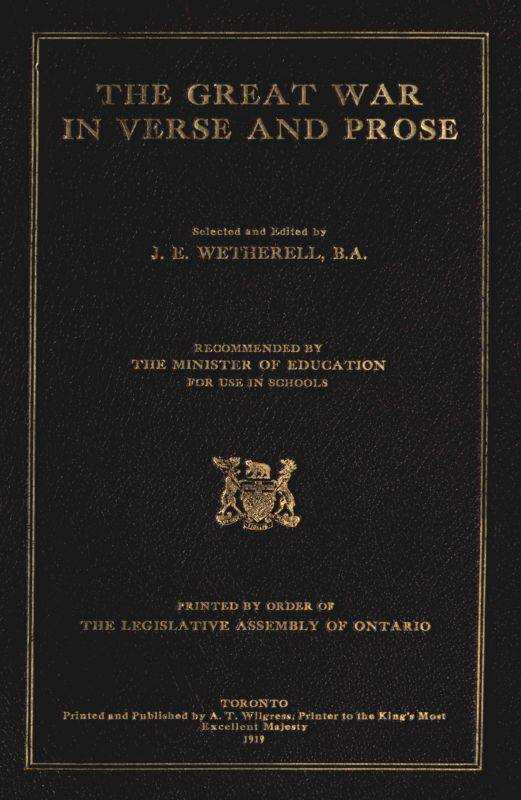 THE GREAT WAR
IN VERSE AND PROSE
Selected and Edited by
J. E. WETHERELL, B.A.
RECOMMENDED BY
THE MINISTER OF EDUCATION
FOR USE IN SCHOOLS
PRINTED BY ORDER OF
THE LEGISLATIVE ASSEMBLY OF ONTARIO
TORONTO
Printed and Published by A. T. Wilgress, Printer to the King's Most
Excellent Majesty
1919